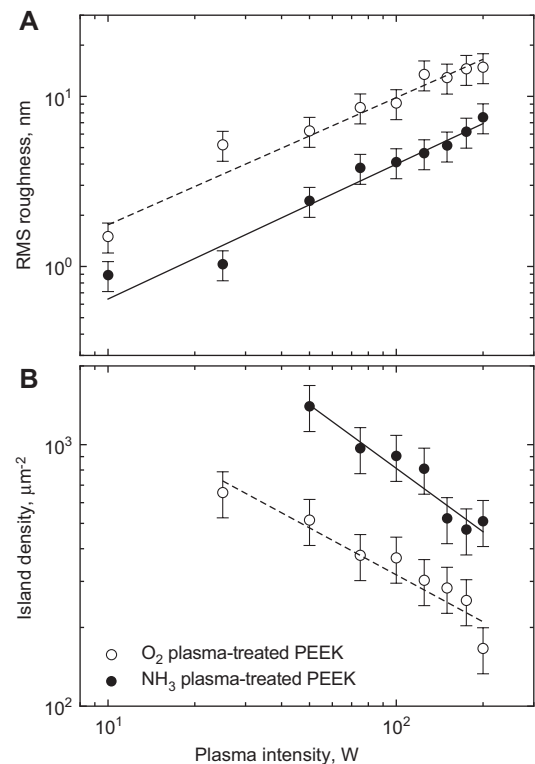 A
RMS roughness, nm
10¹
10⁰
B
Island density, μm⁻²
10³
10²
O₂ plasma-treated PEEK
NH₃ plasma-treated PEEK
10¹ 10²
Plasma intensity, W